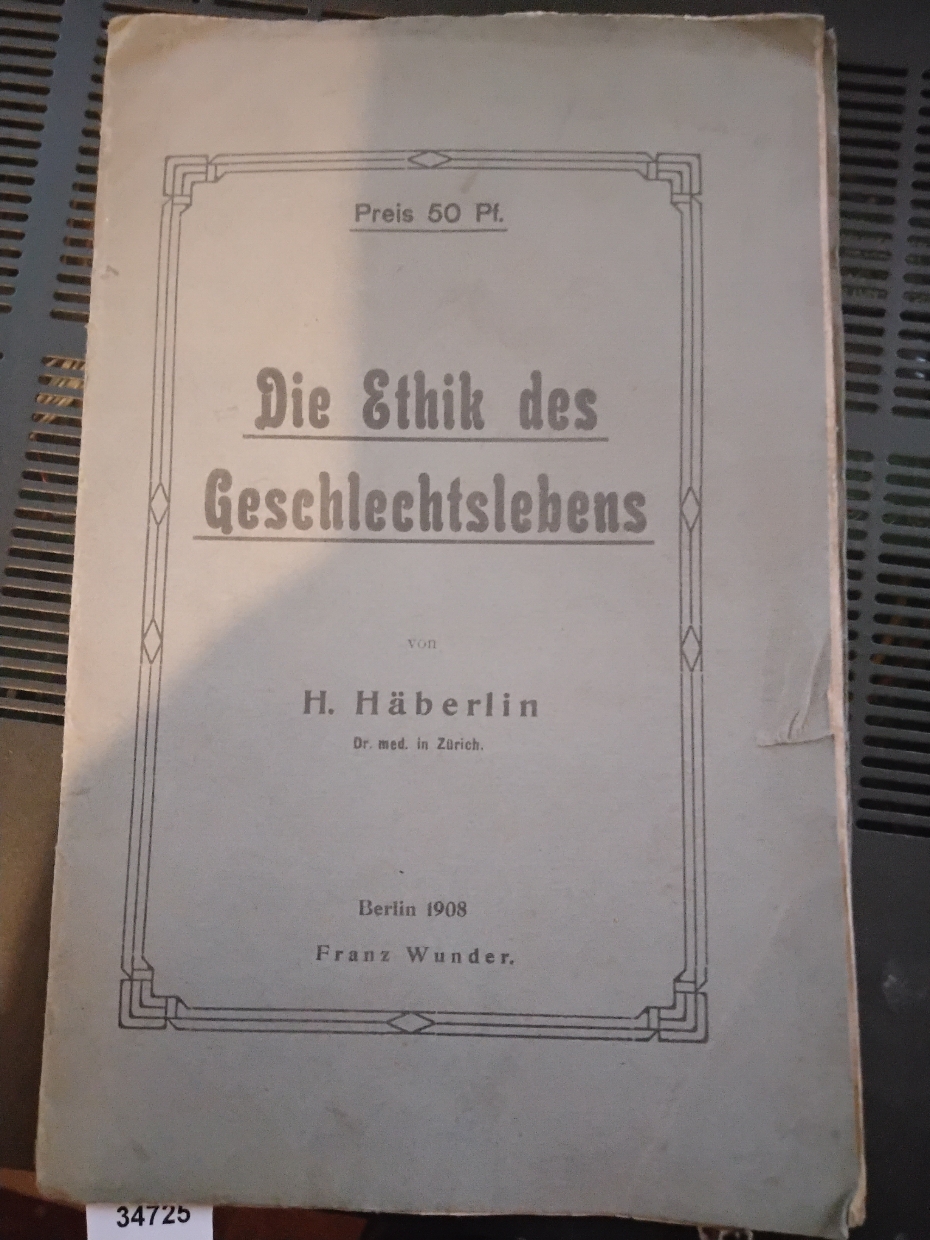 Preis 50 Pf.
Die Ethik des
Geschlechtslebens
von
H. Häberlin
Dr. med. in Zürich.
Berlin 1908
Franz Wunder.
34725